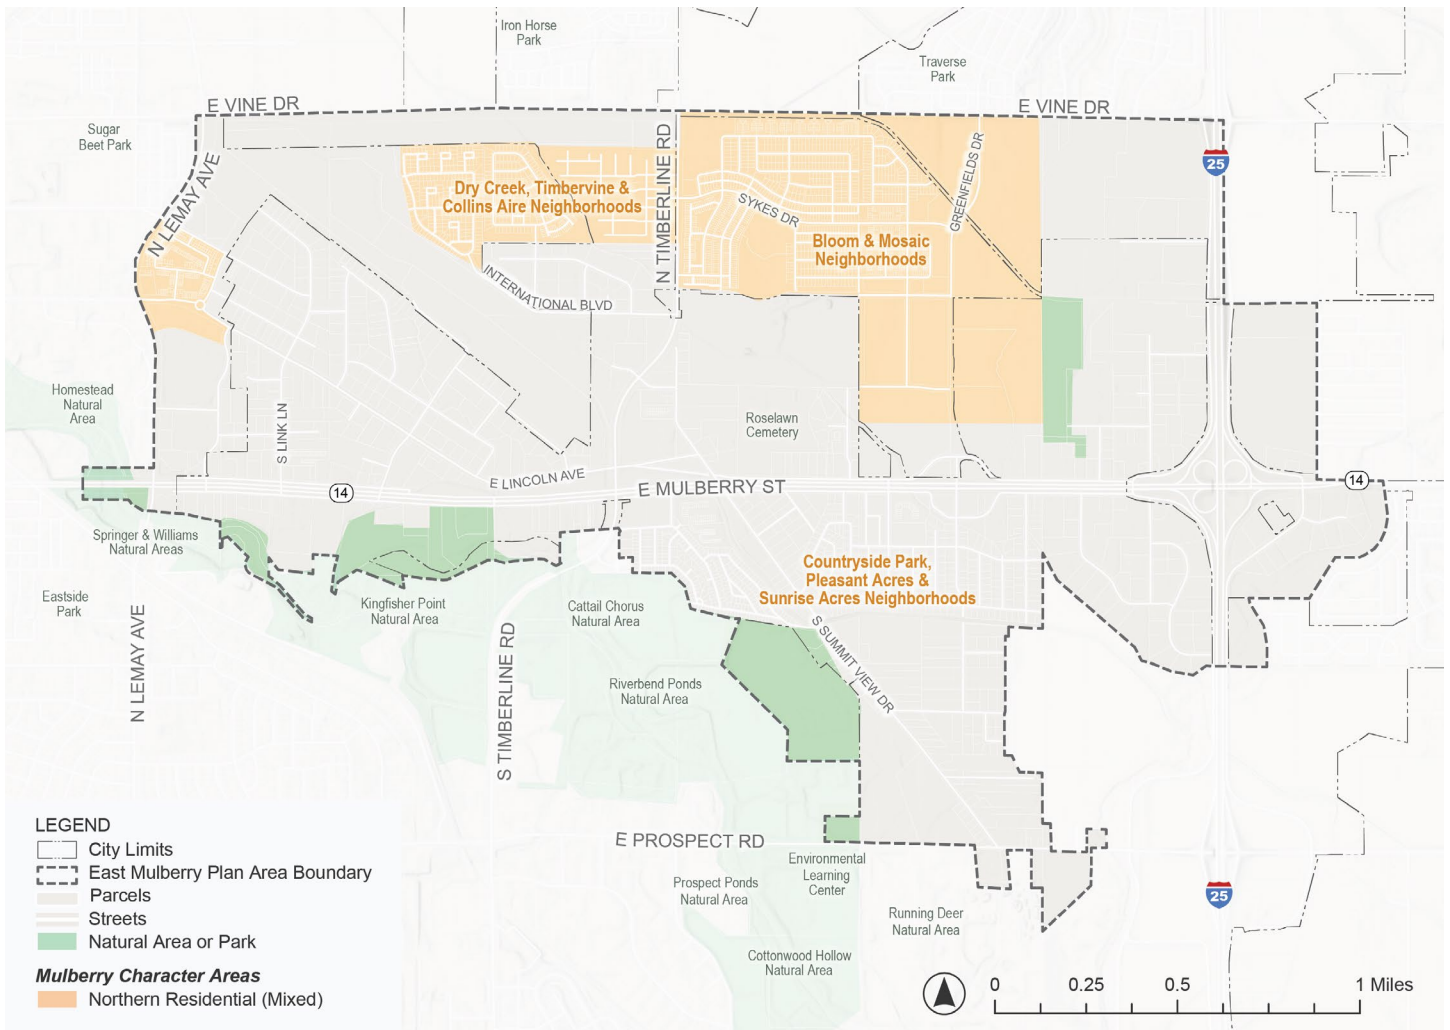 Iron Horse
Park
Traverse
Park
E VINE DR
E VINE DR
Sugar
Beet Park
N LEMAY AVE
N TIMBERLINE RD
GREENFIELDS DR
25
Dry Creek, Timbervine &
Collins Aire Neighborhoods
SYKES DR
Bloom & Mosaic
Neighborhoods
INTERNATIONAL BLVD
Homestead
Natural
Area
S LINK LN
Roselawn
Cemetery
E LINCOLN AVE
14
E MULBERRY ST
14
Springer & Williams
Natural Areas
Countryside Park,
Pleasant Acres &
Sunrise Acres Neighborhoods
Eastside
Park
Kingfisher Point
Natural Area
Cattail Chorus
Natural Area
N LEMAY AVE
S TIMBERLINE RD
S SUMMIT VIEW DR
Riverbend Ponds
Natural Area
E PROSPECT RD
Environmental
Learning
Center
Prospect Ponds
Natural Area
25
Running Deer
Natural Area
Cottonwood Hollow
Natural Area
LEGEND
City Limits
East Mulberry Plan Area Boundary
Parcels
Streets
Natural Area or Park
Mulberry Character Areas
Northern Residential (Mixed)
0 0.25 0.5 1 Miles